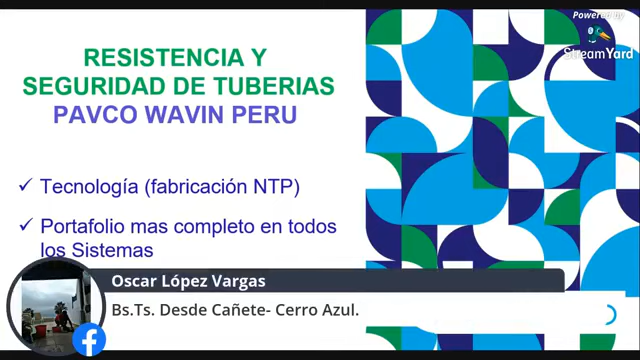 Powered by
StreamYard
RESISTENCIA Y
SEGURIDAD DE TUBERIAS
PAVCO WAVIN PERU
✓ Tecnología (fabricación NTP)
✓ Portafolio mas completo en todos
los Sistemas
Oscar López Vargas
Bs.Ts. Desde Cañete- Cerro Azul.